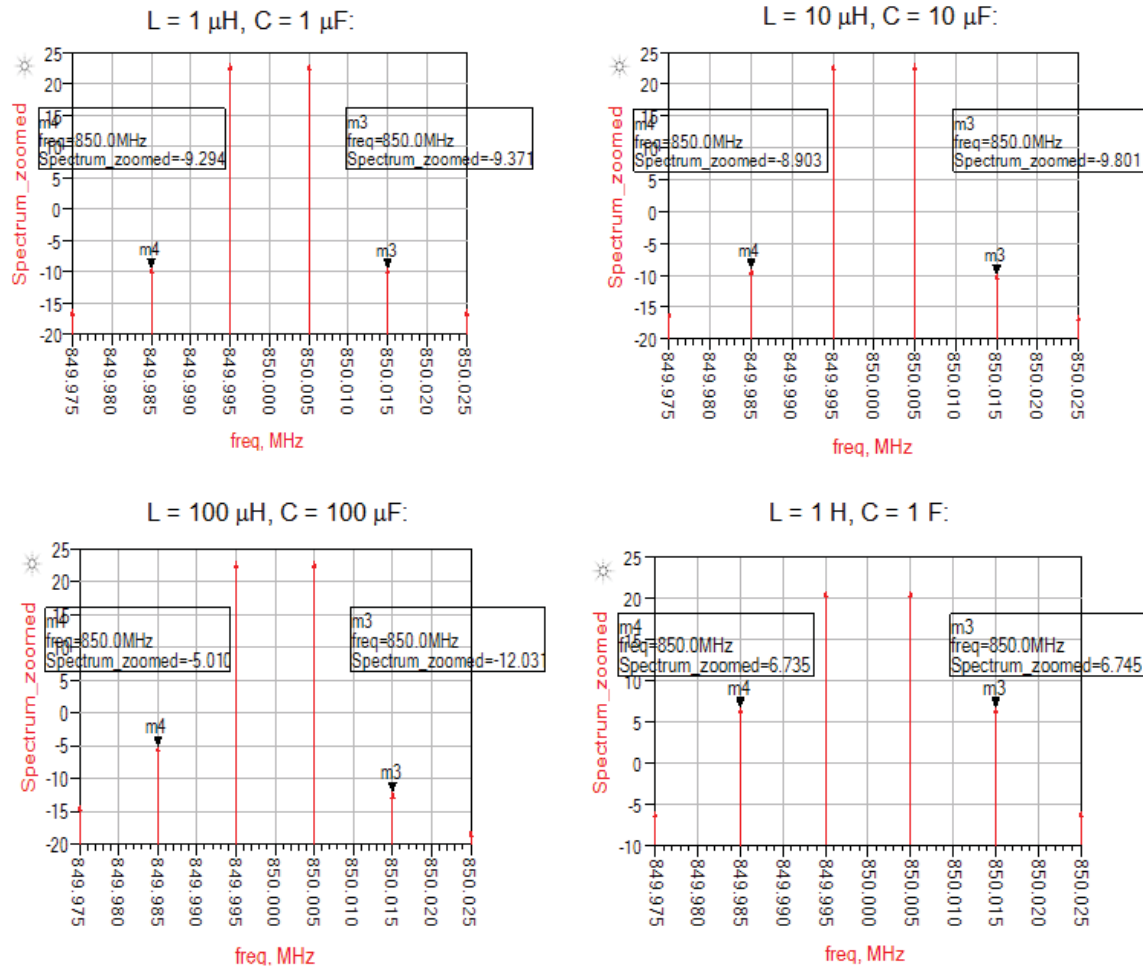 L = 1 µH, C = 1 µF:
25
20
15
10
5
0
-5
-10
-15
-20
Spectrum_zoomed
m4
freq=850.0MHz
Spectrum_zoomed=-9.294
m3
freq=850.0MHz
Spectrum_zoomed=-9.371
m4
m3
849.975
849.980
849.985
849.990
849.995
850.000
850.005
850.010
850.015
850.020
850.025
freq, MHz
L = 10 µH, C = 10 µF:
25
20
15
10
5
0
-5
-10
-15
-20
Spectrum_zoomed
m4
freq=850.0MHz
Spectrum_zoomed=-8.903
m3
freq=850.0MHz
Spectrum_zoomed=-9.801
m4
m3
849.975
849.980
849.985
849.990
849.995
850.000
850.005
850.010
850.015
850.020
850.025
freq, MHz
L = 100 µH, C = 100 µF:
25
20
15
10
5
0
-5
-10
-15
-20
Spectrum_zoomed
m4
freq=850.0MHz
Spectrum_zoomed=-5.010
m3
freq=850.0MHz
Spectrum_zoomed=-12.031
m4
m3
849.975
849.980
849.985
849.990
849.995
850.000
850.005
850.010
850.015
850.020
850.025
freq, MHz
L = 1 H, C = 1 F:
25
20
15
10
5
0
-5
-10
Spectrum_zoomed
m4
freq=850.0MHz
Spectrum_zoomed=6.735
m3
freq=850.0MHz
Spectrum_zoomed=6.745
m4
m3
849.975
849.980
849.985
849.990
849.995
850.000
850.005
850.010
850.015
850.020
850.025
freq, MHz